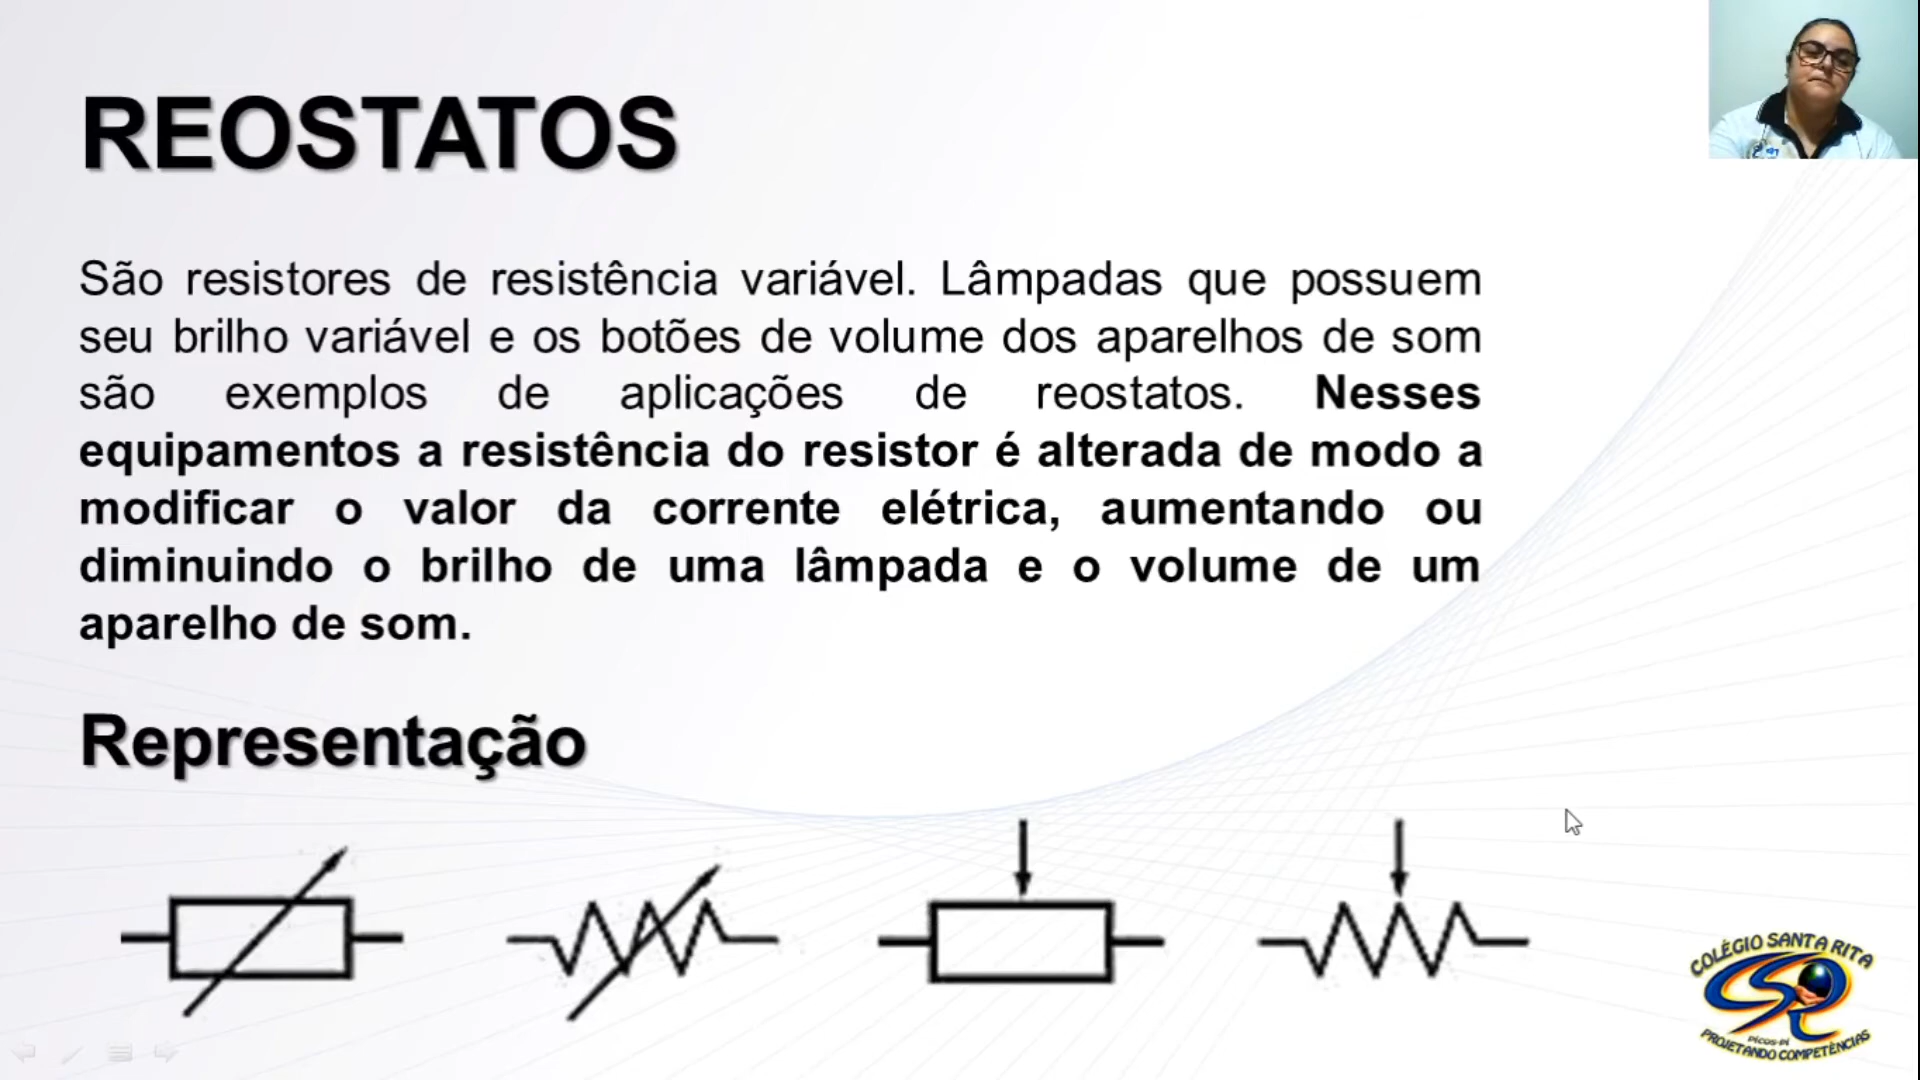 REOSTATOS
São resistores de resistência variável. Lâmpadas que possuem
seu brilho variável e os botões de volume dos aparelhos de som
são exemplos de aplicações de reostatos. Nesses
equipamentos a resistência do resistor é alterada de modo a
modificar o valor da corrente elétrica, aumentando ou
diminuindo o brilho de uma lâmpada e o volume de um
aparelho de som.
Representação
COLÉGIO SANTA RITA
PICOS-PI
PROJETANDO COMPETÊNCIAS